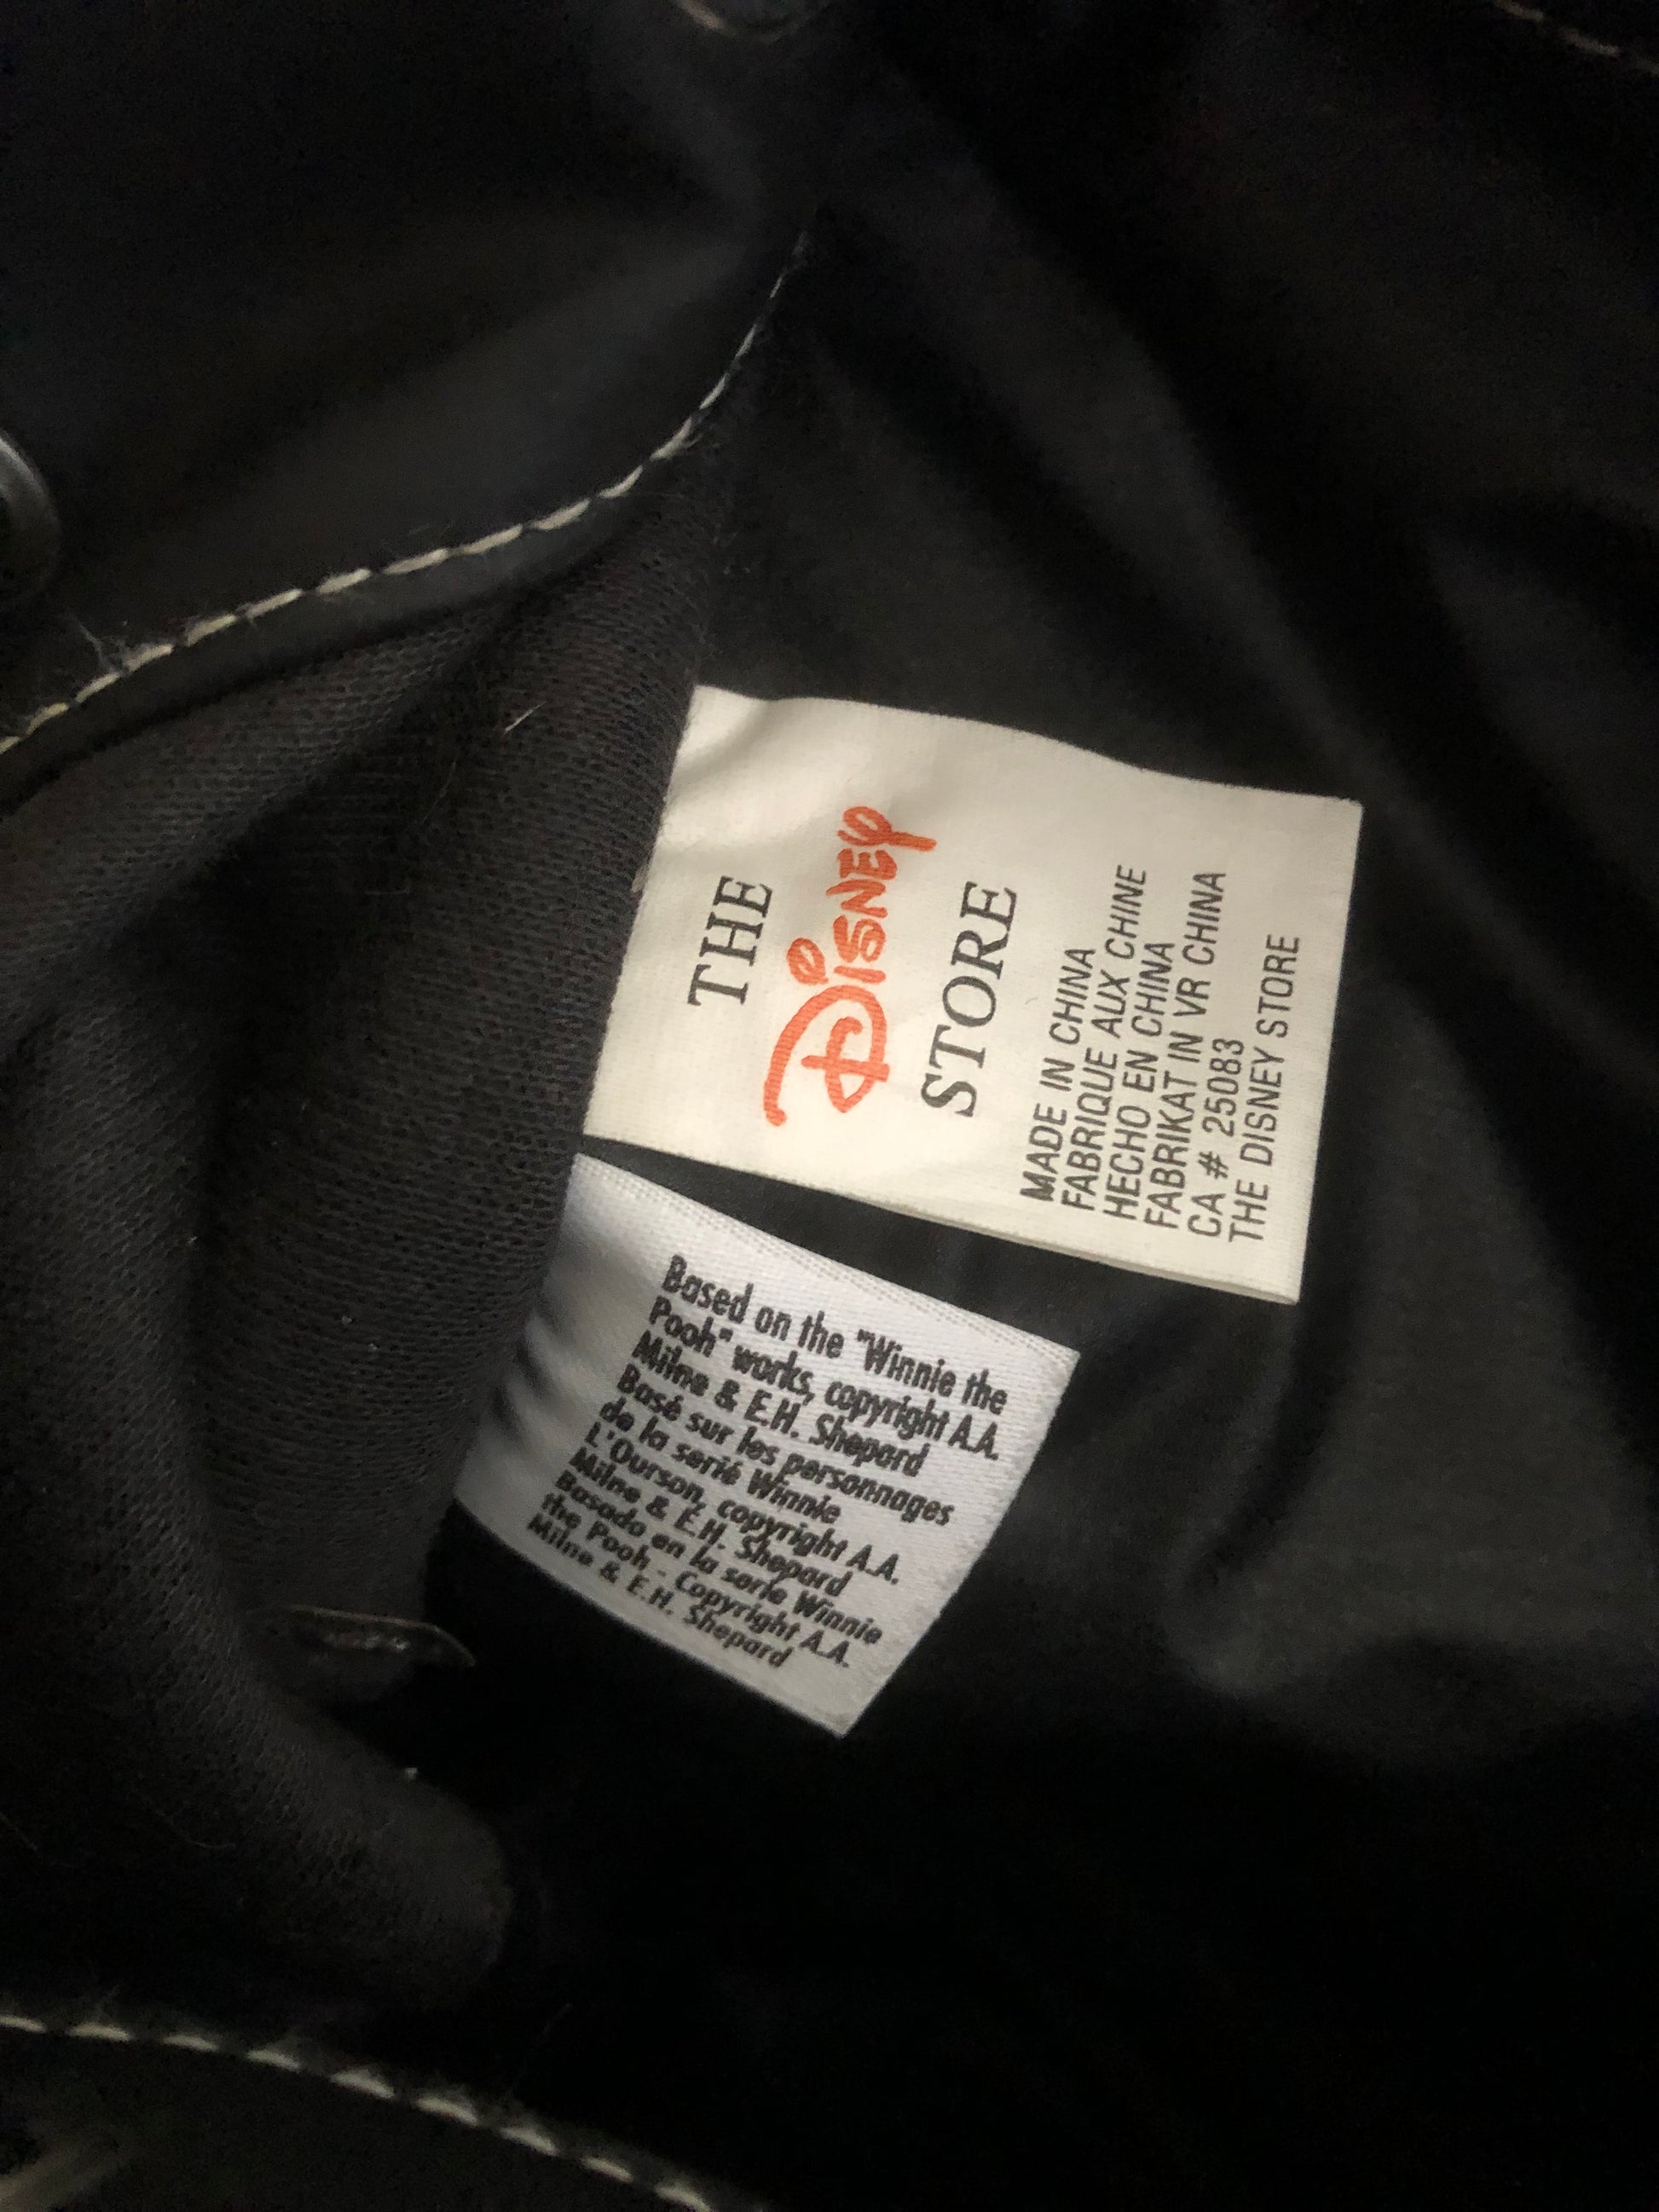 THE
Disney
STORE
MADE IN CHINA
FABRIQUE AUX CHINE
HECHO EN CHINA
FABRIKAT IN VR CHINA
CA # 25083
THE DISNEY STORE
Based on the "Winnie the
Pooh" works, copyright A.A.
Milne & E.H. Shepard
Basé sur les personnages
de la serié Winnie
L'Ourson, copyright A.A.
Milne & E.H. Shepard
Basado en la serie Winnie
the Pooh - Copyright A.A.
Milne & E.H. Shepard